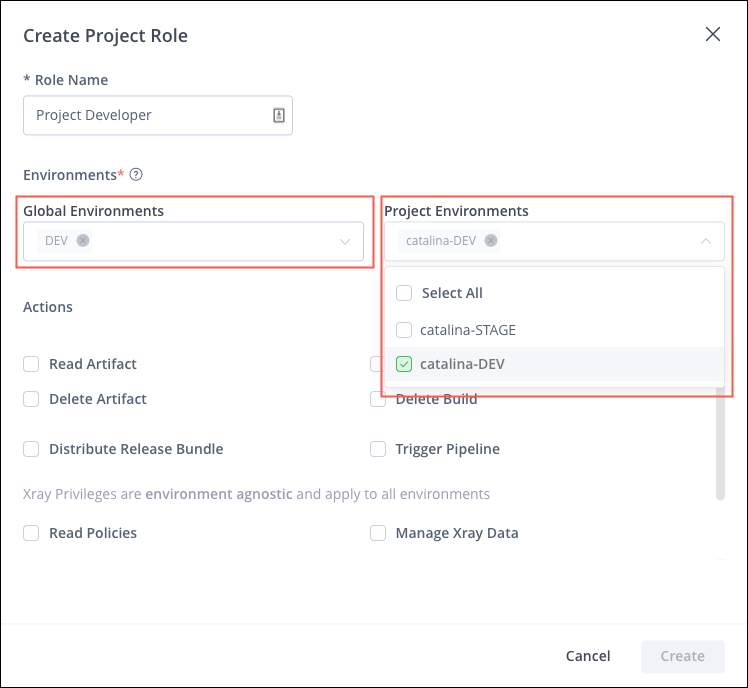 Create Project Role
* Role Name
Project Developer
Environments* ?
Global Environments
DEV
Project Environments
catalina-DEV
Select All
catalina-STAGE
catalina-DEV
Actions
Read Artifact
Delete Artifact
Delete Build
Distribute Release Bundle
Trigger Pipeline
Xray Privileges are environment agnostic and apply to all environments
Read Policies
Manage Xray Data
Cancel
Create